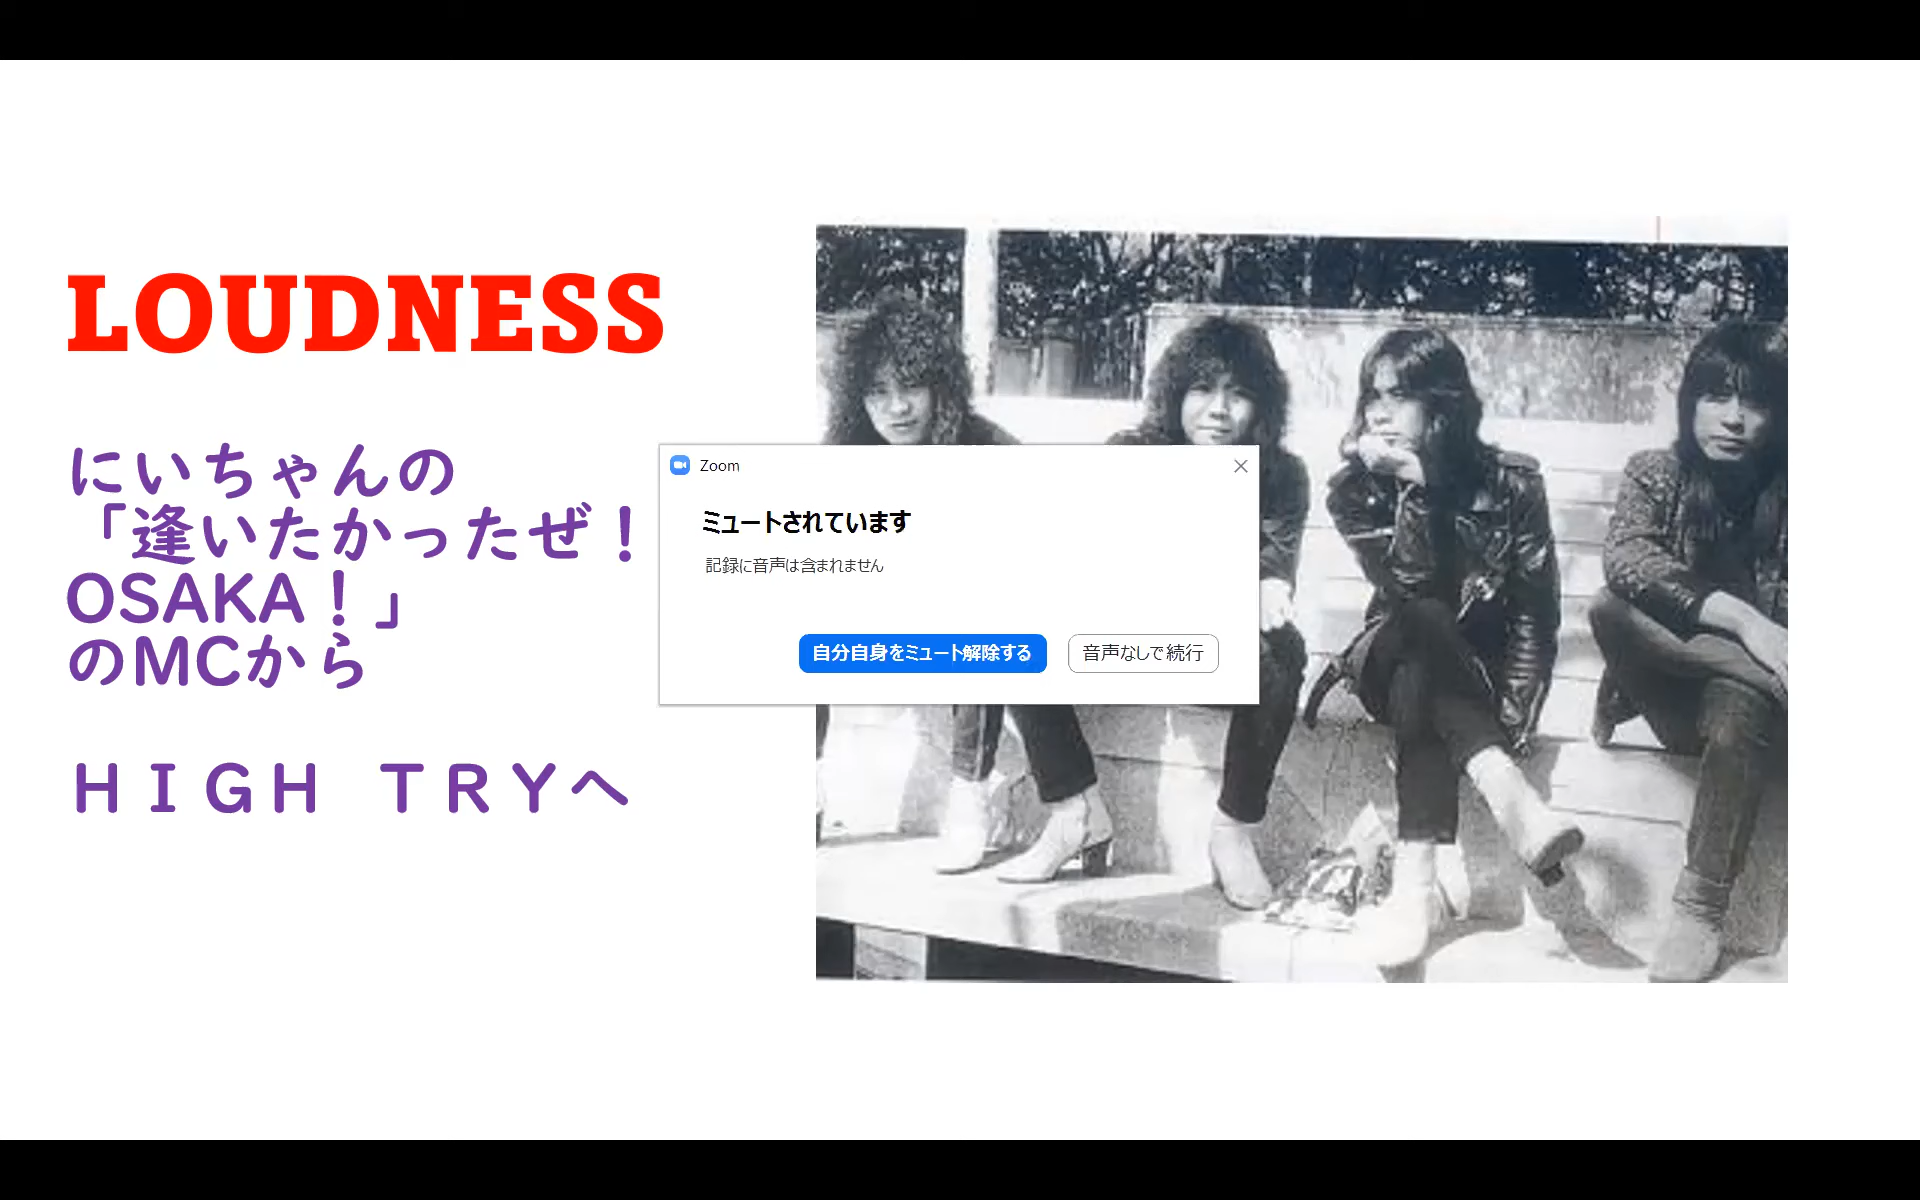 LOUDNESS
にいちゃんの
「逢いたかったぜ！
OSAKA！」
のMCから
ＨＩＧＨ　ＴＲＹへ
Zoom
ミュートされています
記録に音声は含まれません
自分自身をミュート解除する
音声なしで続行